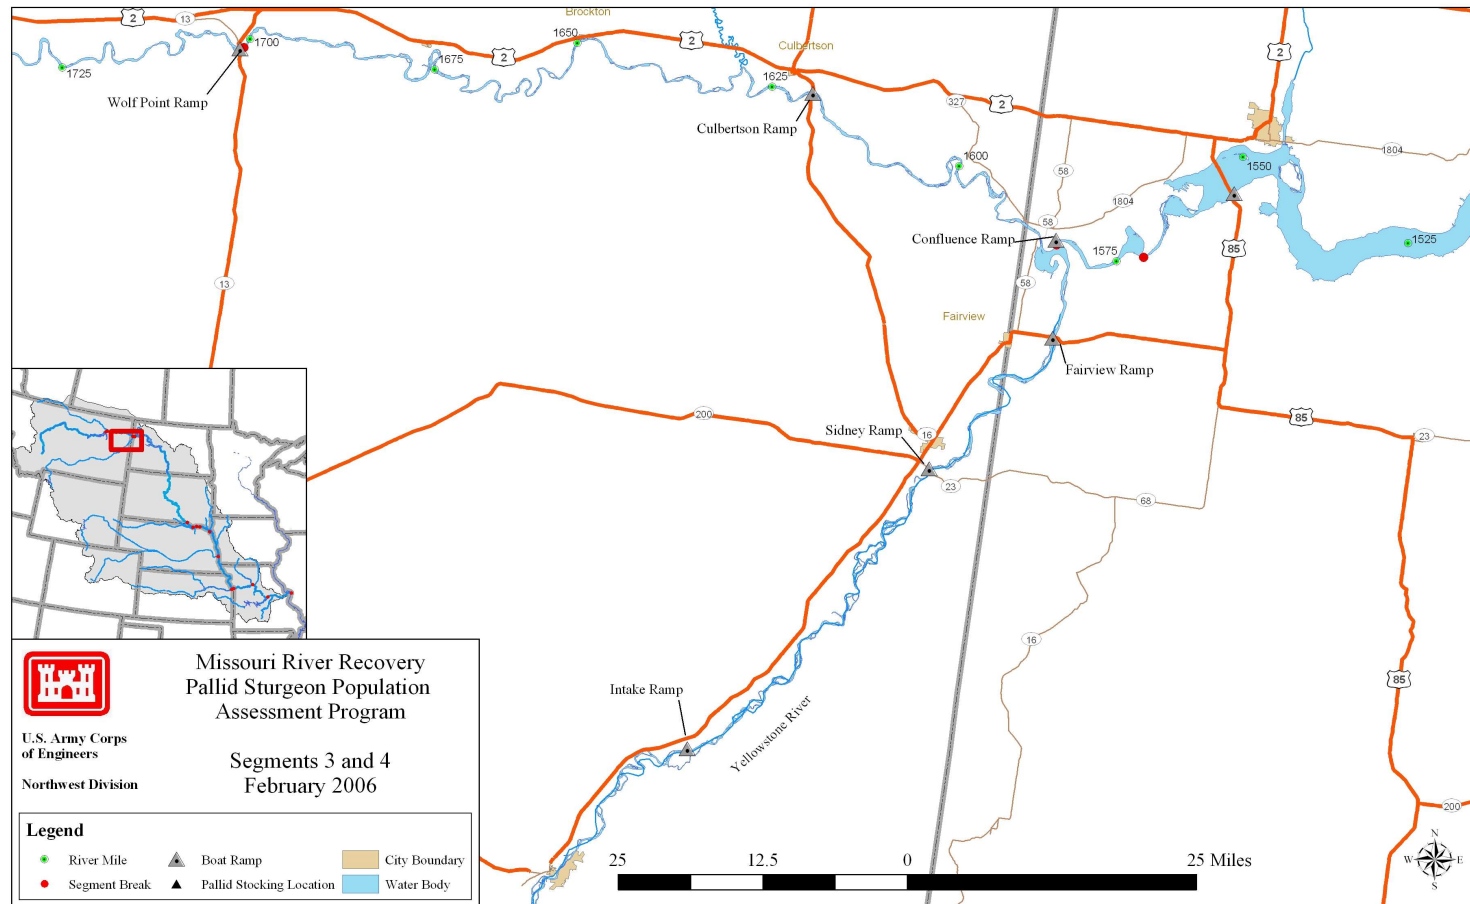 Brockton
2
13
1700
1650
2
Culbertson
2
1725
1675
2
1625
Wolf Point Ramp
Culbertson Ramp
327
2
1804
1600
58
1550
1804
58
Confluence Ramp
1575
85
1525
13
58
Fairview
Fairview Ramp
200
85
Sidney Ramp
16
23
23
68
16
85
Intake Ramp
Yellowstone River
200
Missouri River Recovery
Pallid Sturgeon Population
Assessment Program
U.S. Army Corps
of Engineers
Segments 3 and 4
Northwest Division
February 2006
Legend
River Mile
Boat Ramp
City Boundary
Segment Break
Pallid Stocking Location
Water Body
25 12.5 0 25 Miles
N
W E
S